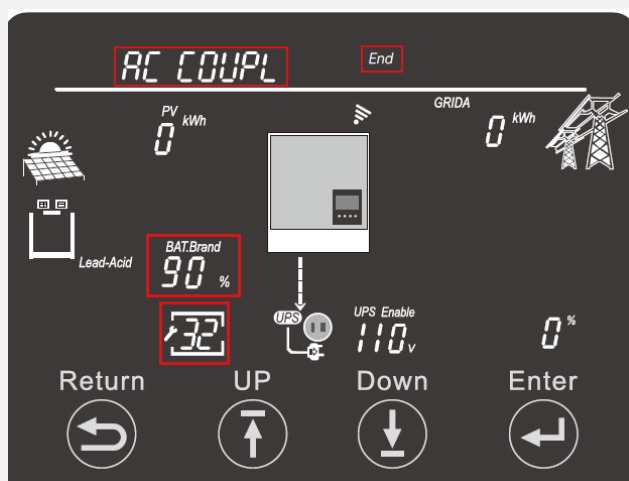 AC COUPL End
PV
0 kWh
GRIDA
0 kWh
Lead-Acid
BAT.Brand
90 %
32
UPS
UPS Enable
110 V
0 %
Return UP Down Enter